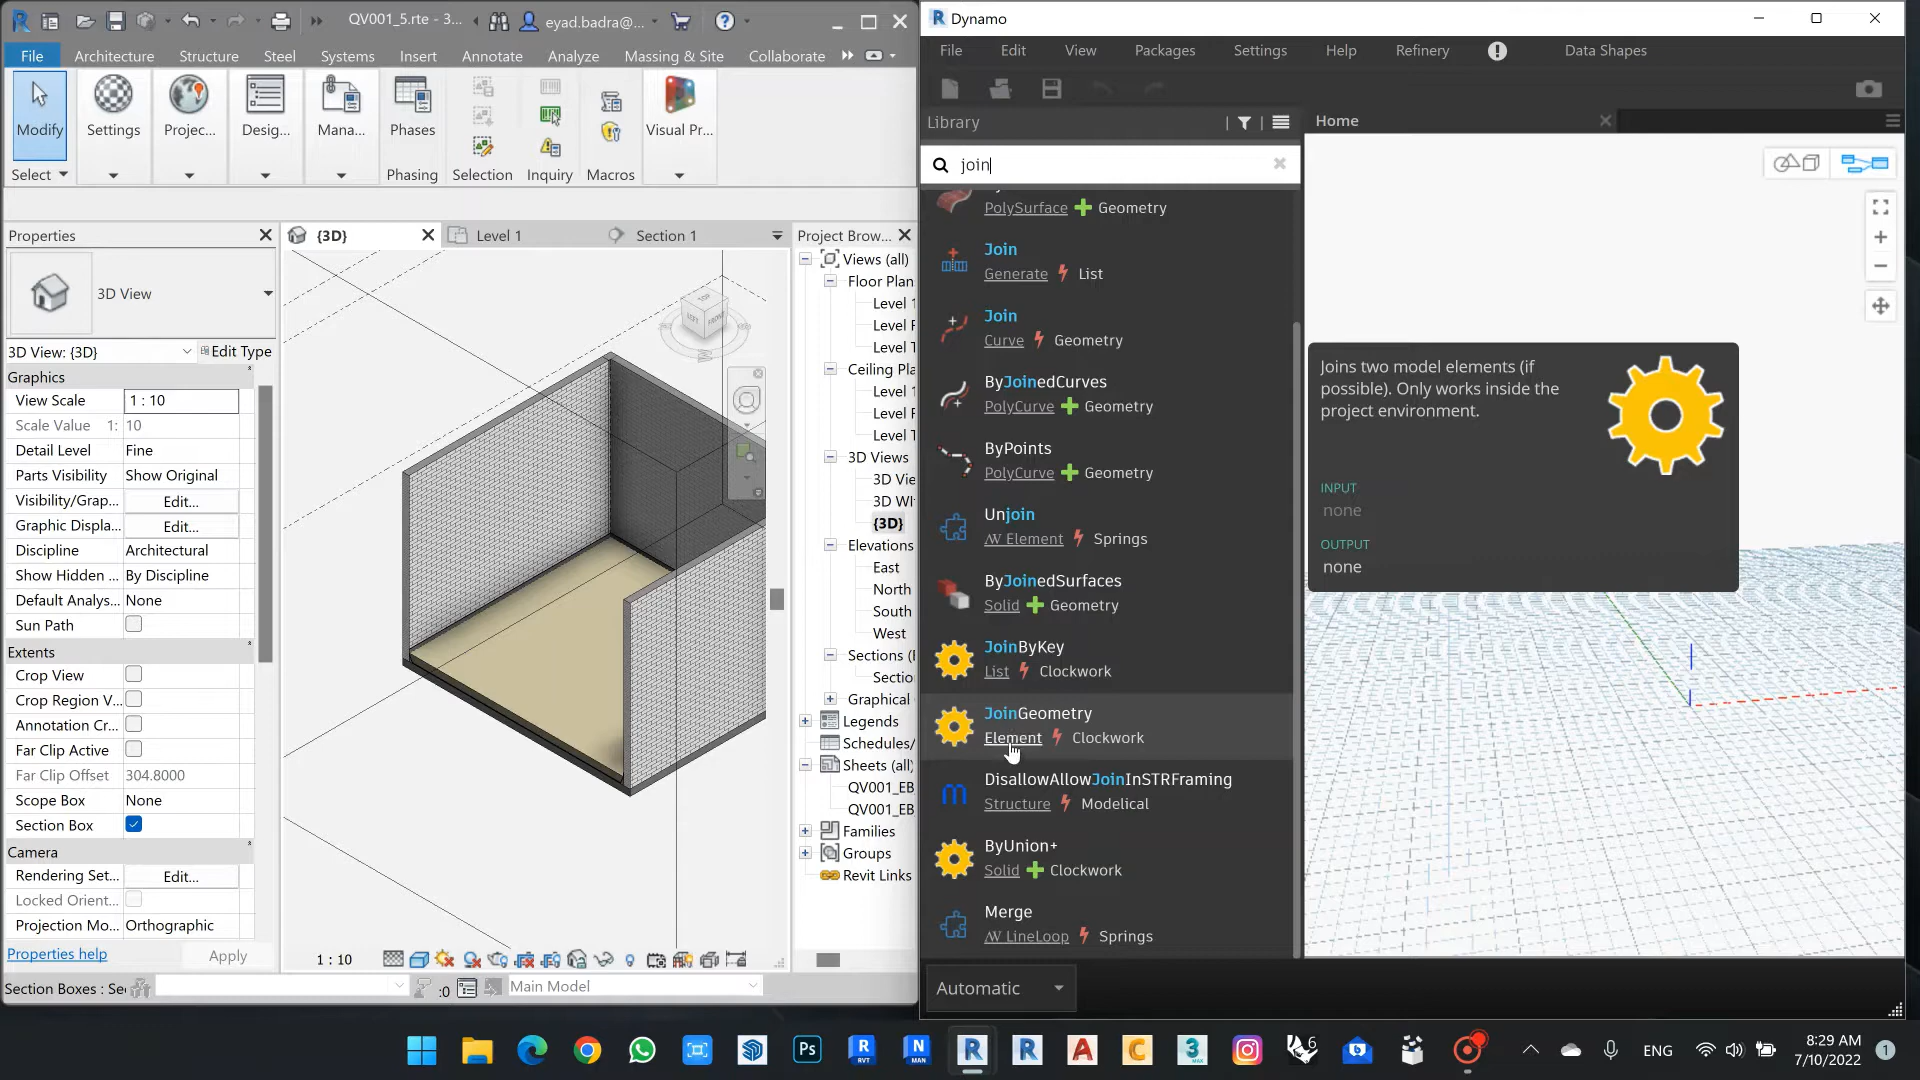 QV001_5.rte - 3...
eyad.badra@...
File
Architecture
Structure
Steel
Systems
Insert
Annotate
Analyze
Massing & Site
Collaborate
Modify
Settings
Projec...
Desig...
Mana...
Phases
Visual Pr...
Select
Phasing
Selection
Inquiry
Macros
Properties
{3D}
Level 1
Section 1
Project Brow...
3D View
3D View: {3D}
Edit Type
Graphics
View Scale
1 : 10
Scale Value 1:
10
Detail Level
Fine
Parts Visibility
Show Original
Visibility/Grap...
Edit...
Graphic Displa...
Edit...
Discipline
Architectural
Show Hidden ...
By Discipline
Default Analys...
None
Sun Path
Extents
Crop View
Crop Region V...
Annotation Cr...
Far Clip Active
Far Clip Offset
304.8000
Scope Box
None
Section Box
Camera
Rendering Set...
Edit...
Locked Orient...
Projection Mo...
Orthographic
Properties help
Apply
LEFT
FRONT
1 : 10
Section Boxes : Se
:0
Main Model
Views (all)
Floor Plan
Level 1
Level F
Level T
Ceiling Pla
Level 1
Level F
Level T
3D Views
3D Vie
3D WI
{3D}
Elevations
East
North
South
West
Sections (E
Sectio
Graphical
Legends
Schedules/
Sheets (all)
QV001_EB
QV001_EB
Families
Groups
Revit Links
Dynamo
File
Edit
View
Packages
Settings
Help
Refinery
Data Shapes
Library
Home
join
PolySurface
Geometry
Join
Generate
List
Join
Curve
Geometry
ByJoinedCurves
PolyCurve
Geometry
ByPoints
PolyCurve
Geometry
Unjoin
Element
Springs
ByJoinedSurfaces
Solid
Geometry
JoinByKey
List
Clockwork
JoinGeometry
Element
Clockwork
DisallowAllowJoinInSTRFraming
Structure
Modelical
ByUnion+
Solid
Clockwork
Merge
LineLoop
Springs
Automatic
Joins two model elements (if
possible). Only works inside the
project environment.
INPUT
none
OUTPUT
none
ENG
8:29 AM
7/10/2022
1